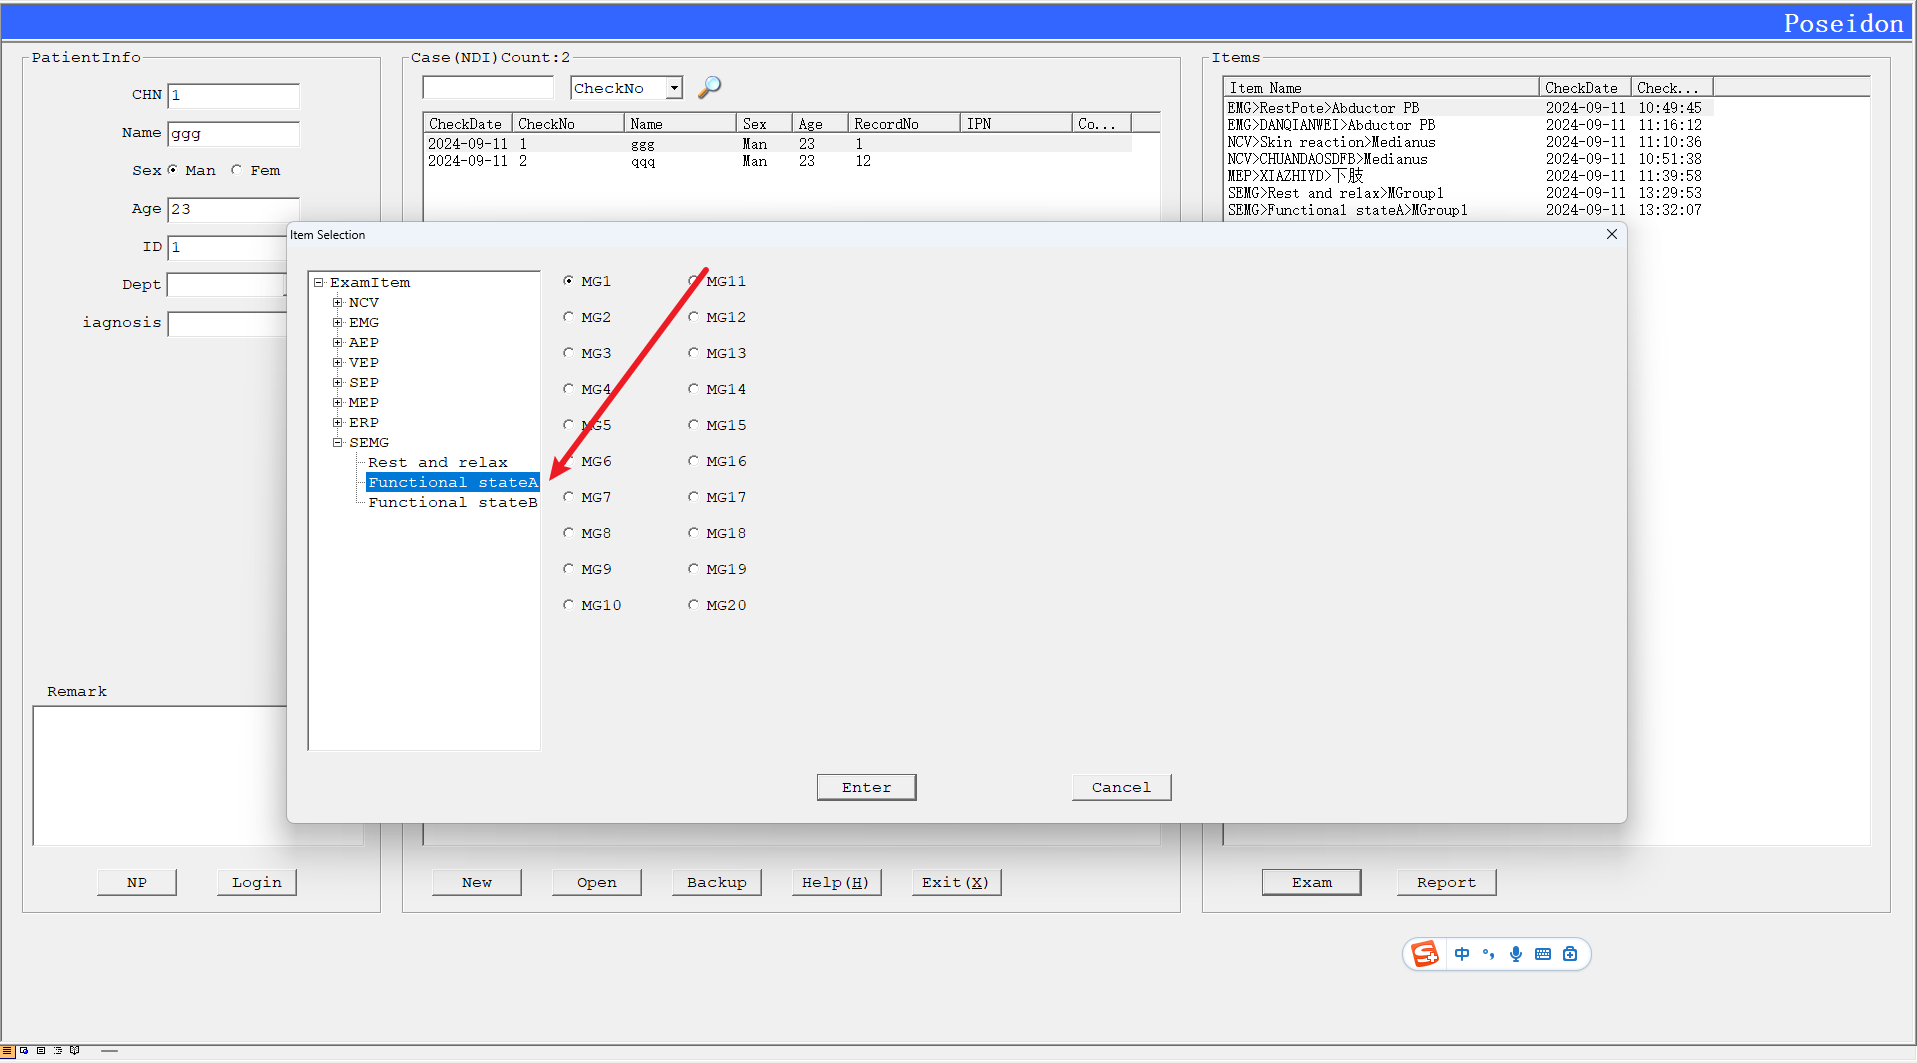 Poseidon
PatientInfo
CHN 1
Name ggg
Sex Man Fem
Age 23
ID 1
Dept
iagnosis
Remark
NP Login
Case(NDI)Count:2
CheckNo
CheckDate CheckNo Name Sex Age RecordNo IPN Co...
2024-09-11 1 ggg Man 23 1
2024-09-11 2 qqq Man 23 12
New Open Backup Help(H) Exit(X)
Items
Item Name CheckDate Check...
EMG>RestPote>Abductor PB 2024-09-11 10:49:45
EMG>DANQIANWEI>Abductor PB 2024-09-11 11:16:12
NCV>Skin reaction>Medianus 2024-09-11 11:10:36
NCV>CHUANDAOSDFB>Medianus 2024-09-11 10:51:38
MEP>XIAZHIYD>下肢 2024-09-11 11:39:58
SEMG>Rest and relax>MGroup1 2024-09-11 13:29:53
SEMG>Functional stateA>MGroup1 2024-09-11 13:32:07
Exam Report
Item Selection
ExamItem
NCV
EMG
AEP
VEP
SEP
MEP
ERP
SEMG
Rest and relax
Functional stateA
Functional stateB
MG1 MG11
MG2 MG12
MG3 MG13
MG4 MG14
MG5 MG15
MG6 MG16
MG7 MG17
MG8 MG18
MG9 MG19
MG10 MG20
Enter Cancel
中